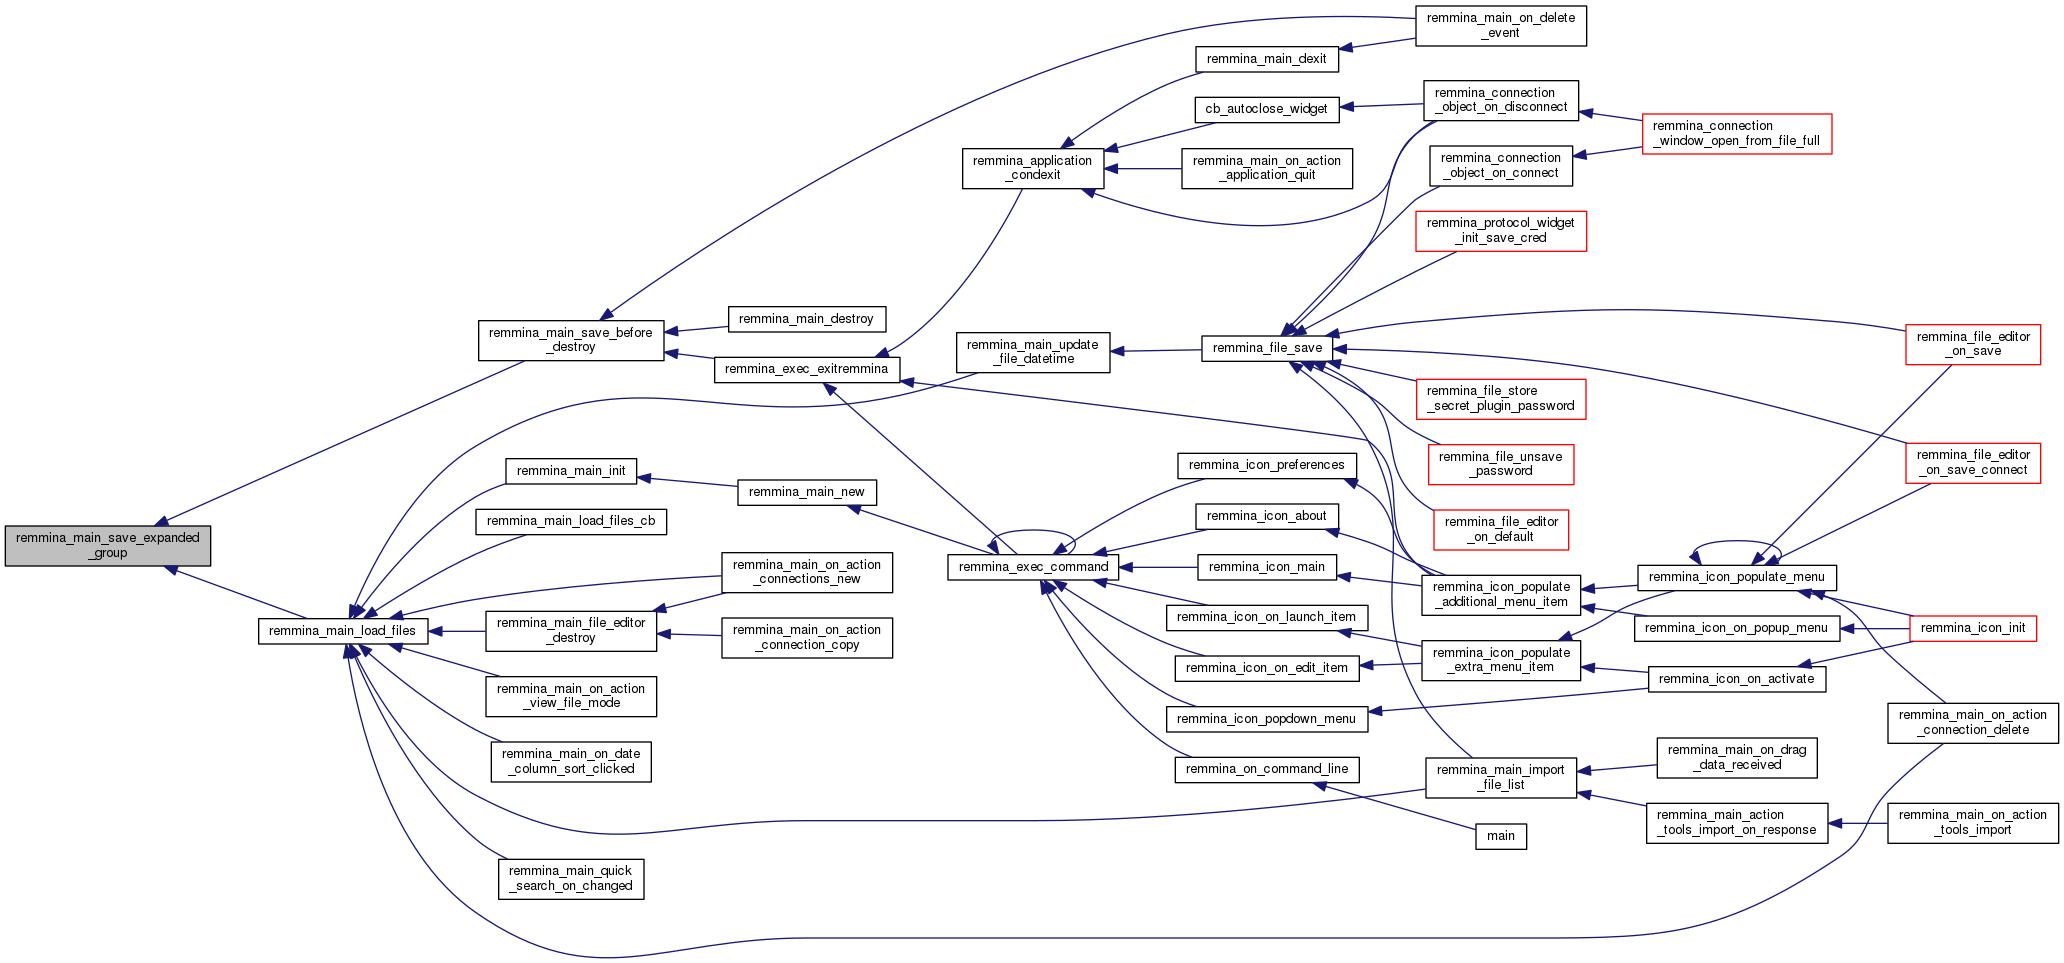 remmina_main_save_expanded
_group
remmina_main_save_before
_destroy
remmina_main_load_files
remmina_main_destroy
remmina_exec_exitremmina
remmina_main_init
remmina_main_new
remmina_main_load_files_cb
remmina_main_on_action
_connections_new
remmina_main_file_editor
_destroy
remmina_main_on_action
_connection_copy
remmina_main_on_action
_view_file_mode
remmina_main_on_date
_column_sort_clicked
remmina_main_quick
_search_on_changed
remmina_application
_condexit
remmina_main_update
_file_datetime
remmina_exec_command
remmina_main_dexit
cb_autoclose_widget
remmina_main_on_action
_application_quit
remmina_file_save
remmina_icon_preferences
remmina_icon_about
remmina_icon_main
remmina_icon_on_launch_item
remmina_icon_on_edit_item
remmina_icon_popdown_menu
remmina_on_command_line
remmina_main_on_delete
_event
remmina_connection
_object_on_disconnect
remmina_connection
_object_on_connect
remmina_protocol_widget
_init_save_cred
remmina_file_store
_secret_plugin_password
remmina_file_unsave
_password
remmina_file_editor
_on_default
remmina_icon_populate
_additional_menu_item
remmina_icon_populate
_extra_menu_item
remmina_main_import
_file_list
main
remmina_connection
_window_open_from_file_full
remmina_icon_populate_menu
remmina_icon_on_popup_menu
remmina_icon_on_activate
remmina_main_on_drag
_data_received
remmina_main_action
_tools_import_on_response
remmina_file_editor
_on_save
remmina_file_editor
_on_save_connect
remmina_icon_init
remmina_main_on_action
_connection_delete
remmina_main_on_action
_tools_import